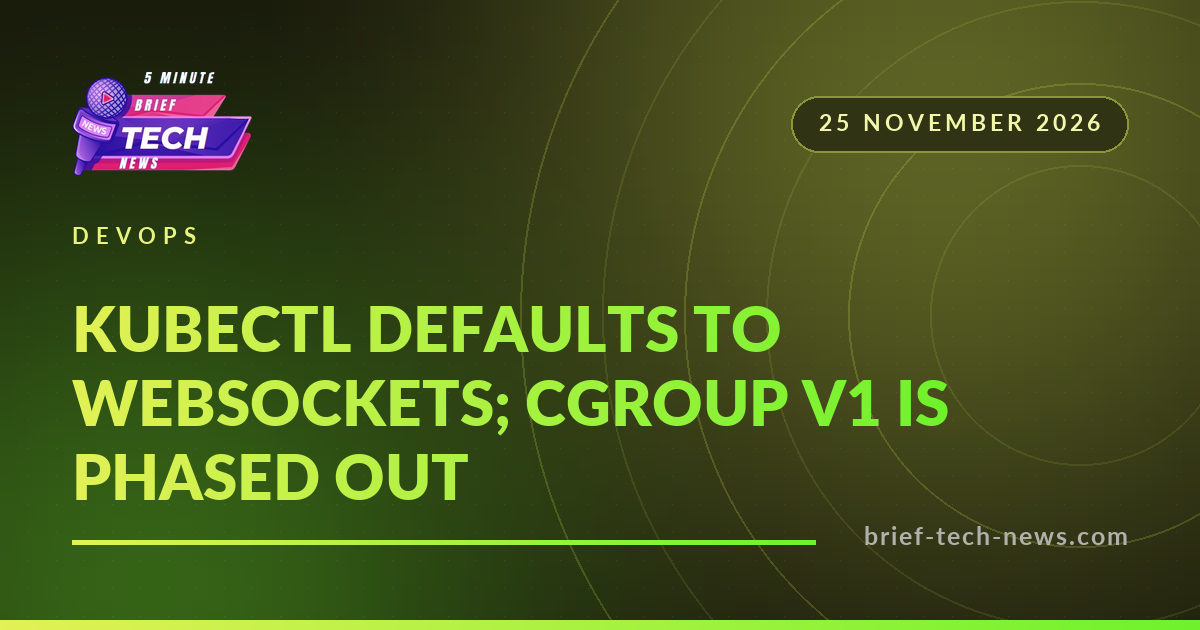 5 MINUTE
BRIEF
NEWS
TECH
NEWS
25 NOVEMBER 2026
DEVOPS
KUBECTL DEFAULTS TO
WEBSOCKETS; CGROUP V1 IS
PHASED OUT
brief-tech-news.com